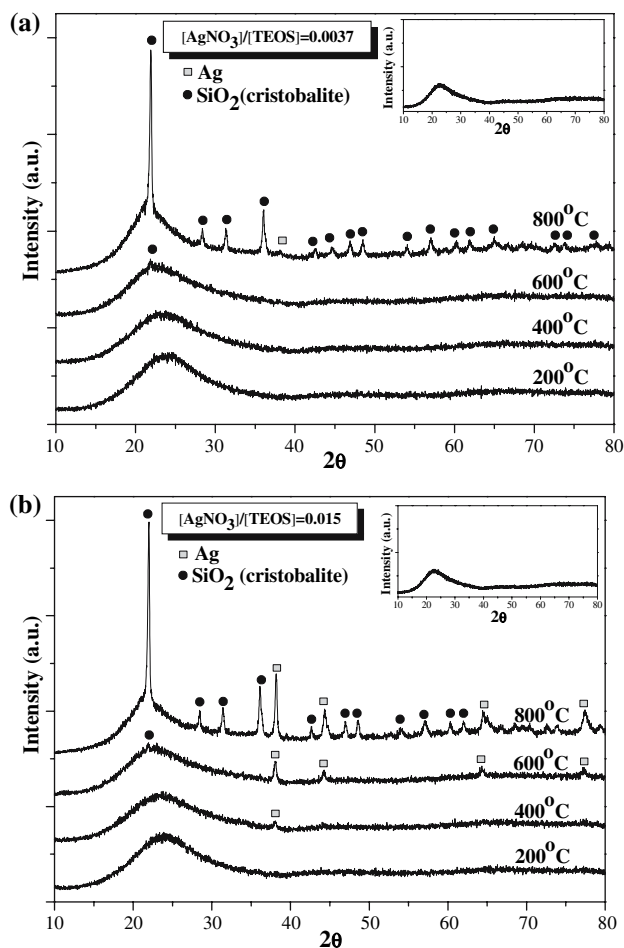 (a)
[AgNO₃]/[TEOS]=0.0037
Ag
SiO₂(cristobalite)
Intensity (a.u.)
10 20 30 40 50 60 70 80
2θ
800°C
600°C
400°C
200°C
Intensity (a.u.)
10 20 30 40 50 60 70 80
2θ
(b)
[AgNO₃]/[TEOS]=0.015
Ag
SiO₂ (cristobalite)
Intensity (a.u.)
10 20 30 40 50 60 70 80
2θ
800°C
600°C
400°C
200°C
Intensity (a.u.)
10 20 30 40 50 60 70 80
2θ